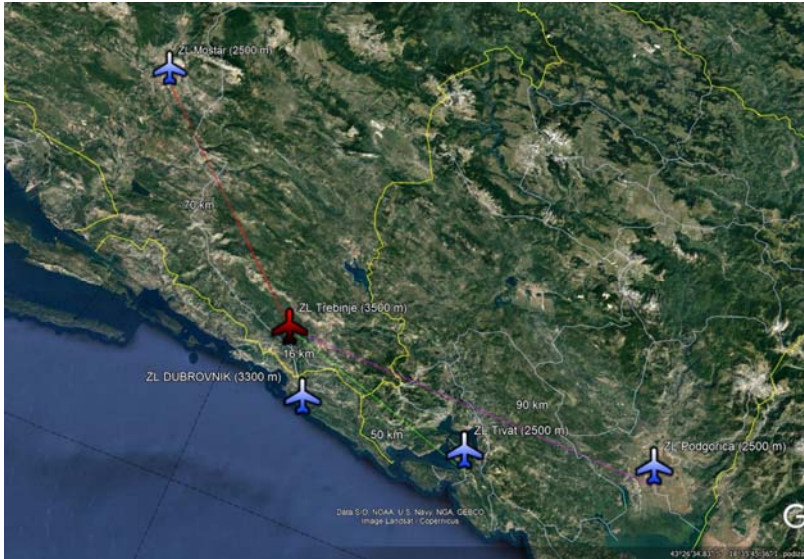 ZL Mostar (2500 m)
70 km
ZL Trebinje (3500 m)
16 km
ZL DUBROVNIK (3300 m)
90 km
ZL Tivat (2500 m)
50 km
ZL Podgorica (2500 m)
Data SIO, NOAA, U.S. Navy, NGA, GEBCO
Image Landsat / Copernicus
G